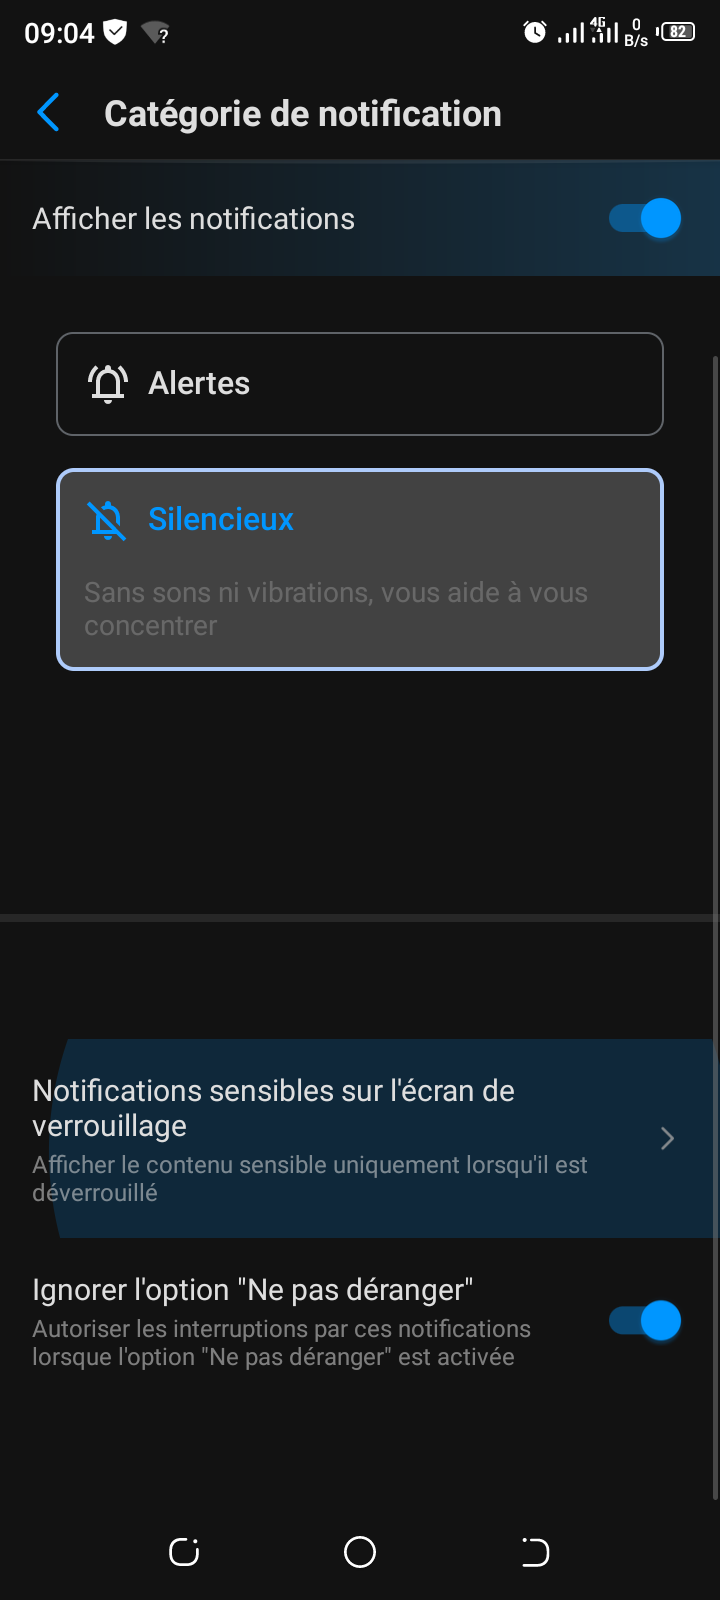 09:04
4G
0
B/s
82
Catégorie de notification
Afficher les notifications
Alertes
Silencieux
Sans sons ni vibrations, vous aide à vous
concentrer
Notifications sensibles sur l'écran de
verrouillage
Afficher le contenu sensible uniquement lorsqu'il est
déverrouillé
Ignorer l'option "Ne pas déranger"
Autoriser les interruptions par ces notifications
lorsque l'option "Ne pas déranger" est activée